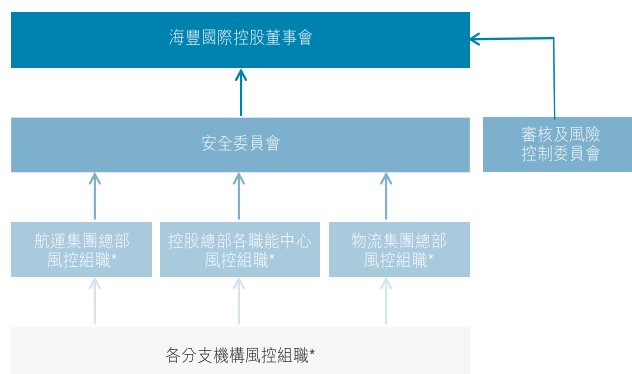 海豐國際控股董事會
安全委員會
審核及風險
控制委員會
航運集團總部
風控組職*
控股總部各職能中心
風控組職*
物流集團總部
風控組職*
各分支機構風控組職*